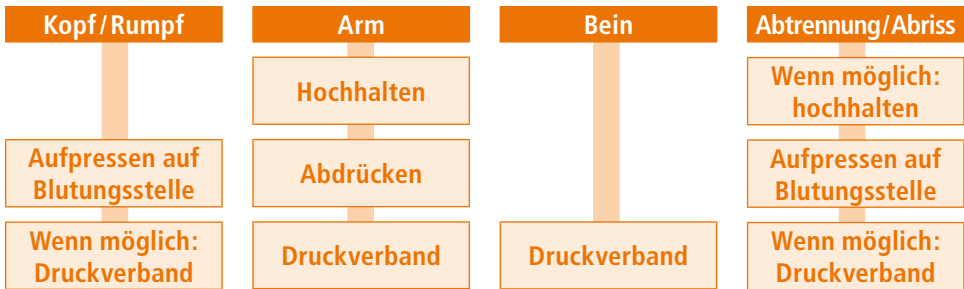 Kopf/Rumpf
Aufpressen auf
Blutungsstelle
Wenn möglich:
Druckverband
Arm
Hochhalten
Abdrücken
Druckverband
Bein
Druckverband
Abtrennung/Abriss
Wenn möglich:
hochhalten
Aufpressen auf
Blutungsstelle
Wenn möglich:
Druckverband